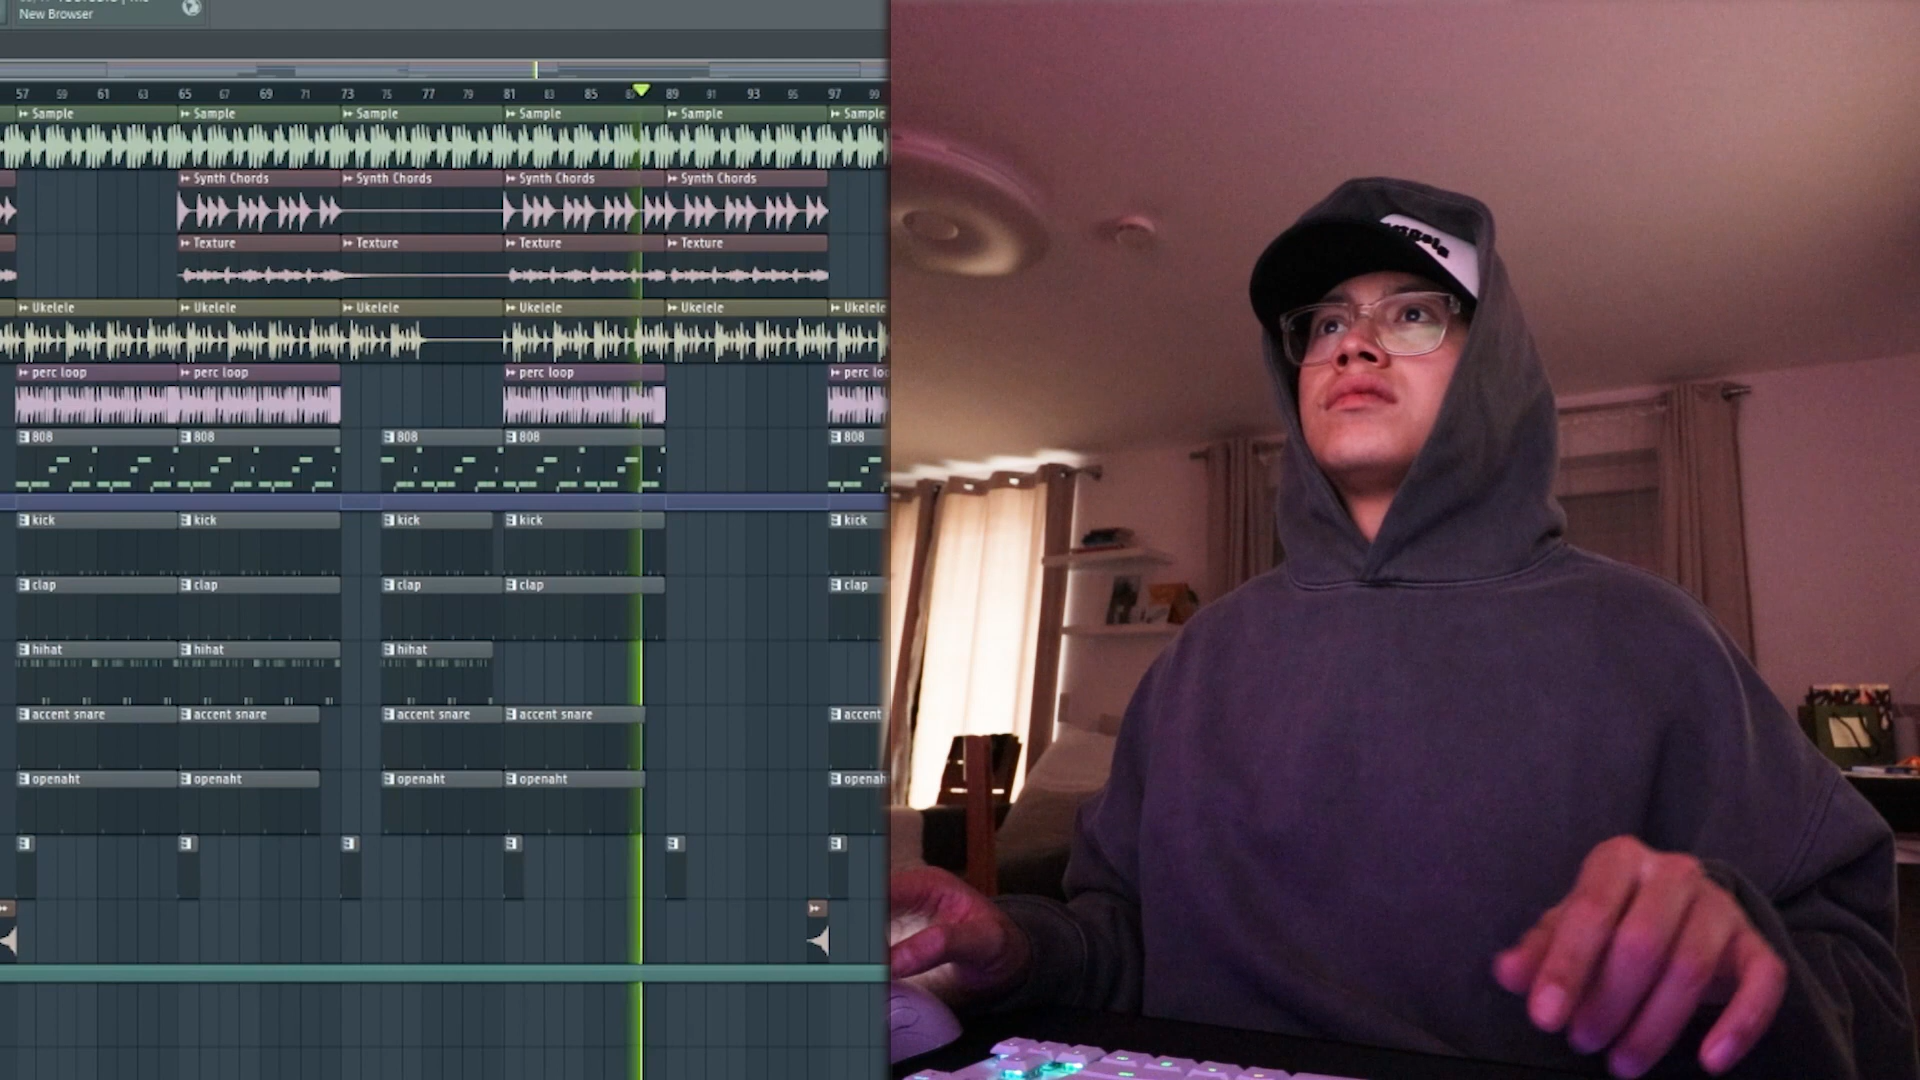 New Browser
57 59 61 63 65 67 69 71 73 75 77 79 81 83 85 89 91 93 95 97 99
Sample Sample Sample Sample Sample Sample
Synth Chords Synth Chords Synth Chords Synth Chords
Texture Texture Texture Texture
Ukelele Ukelele Ukelele Ukelele Ukelele Ukelele
perc loop perc loop perc loop perc loo
808 808 808 808 808
kick kick kick kick kick
clap clap clap clap clap
hihat hihat hihat
accent snare accent snare accent snare accent snare accent
openaht openaht openaht openaht openaht